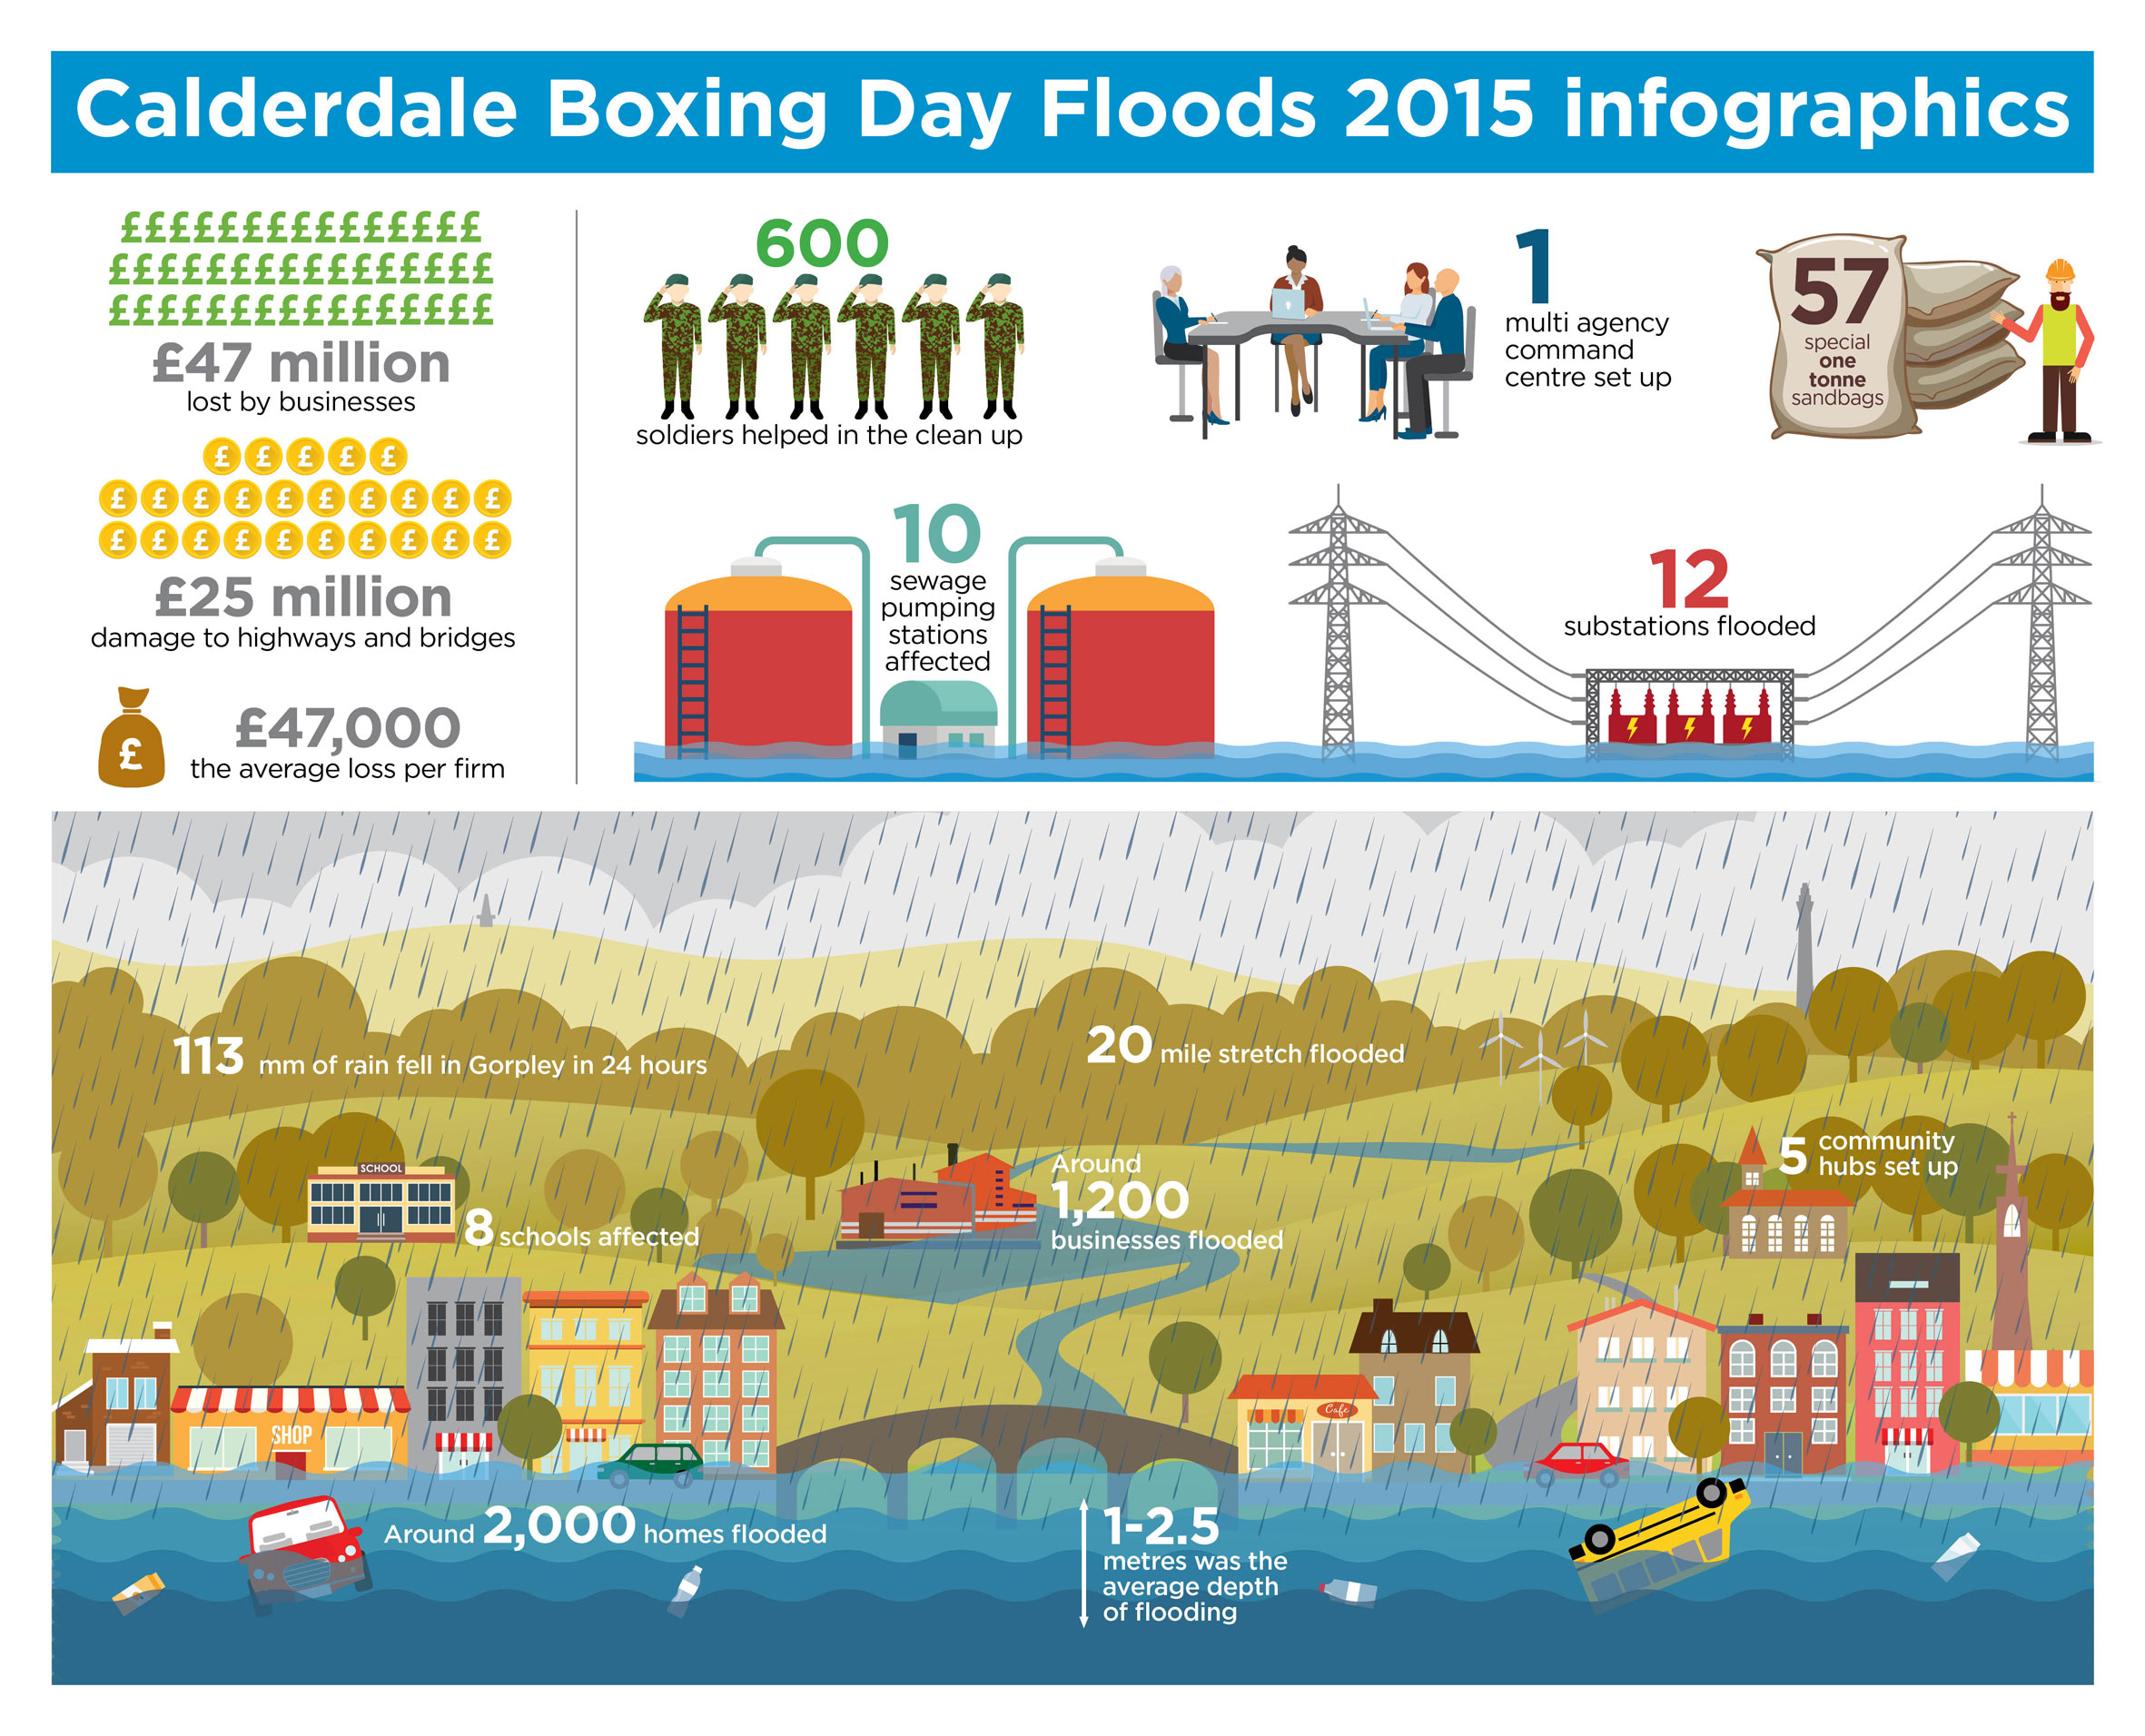 Calderdale Boxing Day Floods 2015 infographics
£££££££££££££££
££££££££££££££££
££££££££££££££££
£47 million
lost by businesses
£ £ £ £ £
£ £ £ £ £ £ £ £ £ £
£ £ £ £ £ £ £ £ £ £
£25 million
damage to highways and bridges
£
£47,000
the average loss per firm
600
soldiers helped in the clean up
1
multi agency
command
centre set up
57
special
one
tonne
sandbags
10
sewage
pumping
stations
affected
12
substations flooded
113 mm of rain fell in Gorpley in 24 hours
20 mile stretch flooded
SCHOOL
8 schools affected
Around
1,200
businesses flooded
5 community
hubs set up
SHOP
Cafe
Around 2,000 homes flooded
1-2.5
metres was the
average depth
of flooding